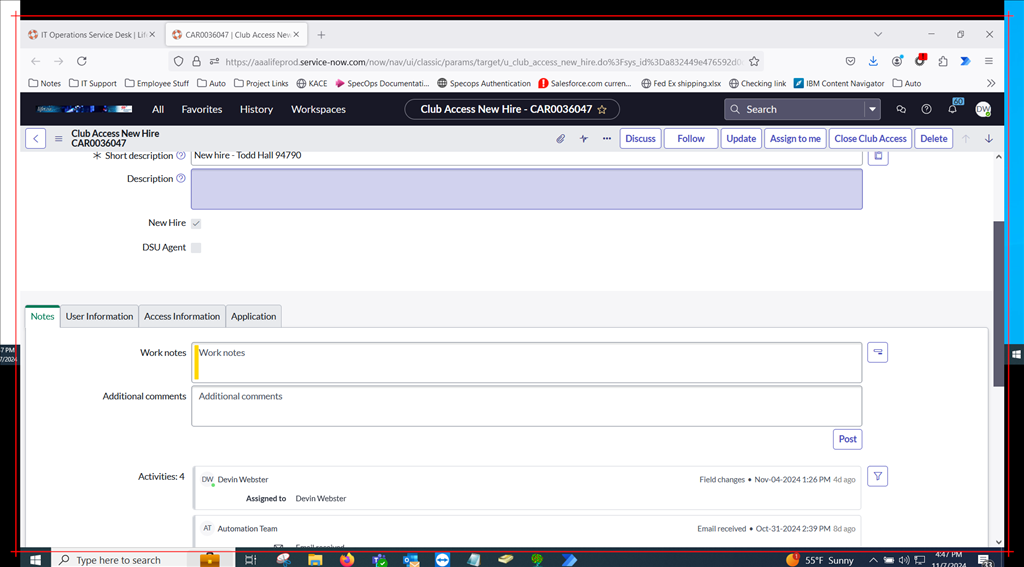 IT Operations Service Desk | Life
CAR0036047 | Club Access New
https://aaalifeprod.service-now.com/now/nav/ui/classic/params/target/u_club_access_new_hire.do%3Fsys_id%3Da832449e476592d0
Notes IT Support Employee Stuff Auto Project Links KACE SpecOps Documentati... Specops Authentication Salesforce.com curren... Fed Ex shipping.xlsx Checking link IBM Content Navigator Auto
All Favorites History Workspaces Club Access New Hire - CAR0036047 Search 60 DW
Club Access New Hire
CAR0036047
Discuss Follow Update Assign to me Close Club Access Delete
Short description New hire - Todd Hall 94790
Description
New Hire
DSU Agent
Notes User Information Access Information Application
Work notes Work notes
Additional comments Additional comments
Post
Activities: 4
DW Devin Webster Field changes • Nov-04-2024 1:26 PM 4d ago
Assigned to Devin Webster
AT Automation Team Email received • Oct-31-2024 2:39 PM 8d ago
Email received
7 PM
7/2024
Type here to search 55°F Sunny 4:47 PM
11/7/2024 33